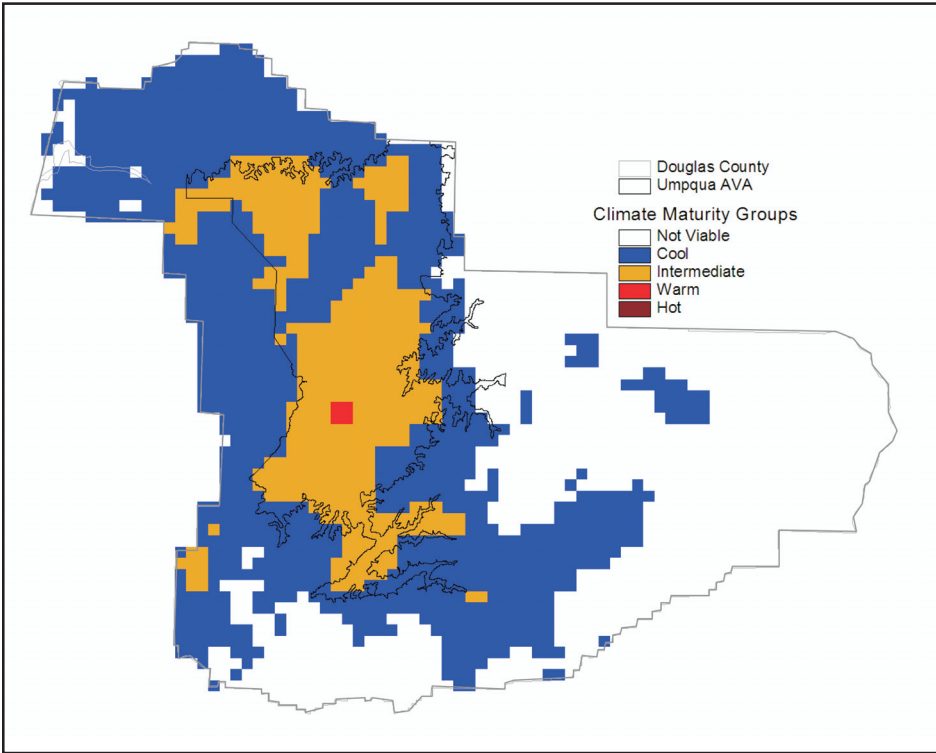 Douglas County
Umpqua AVA
Climate Maturity Groups
Not Viable
Cool
Intermediate
Warm
Hot